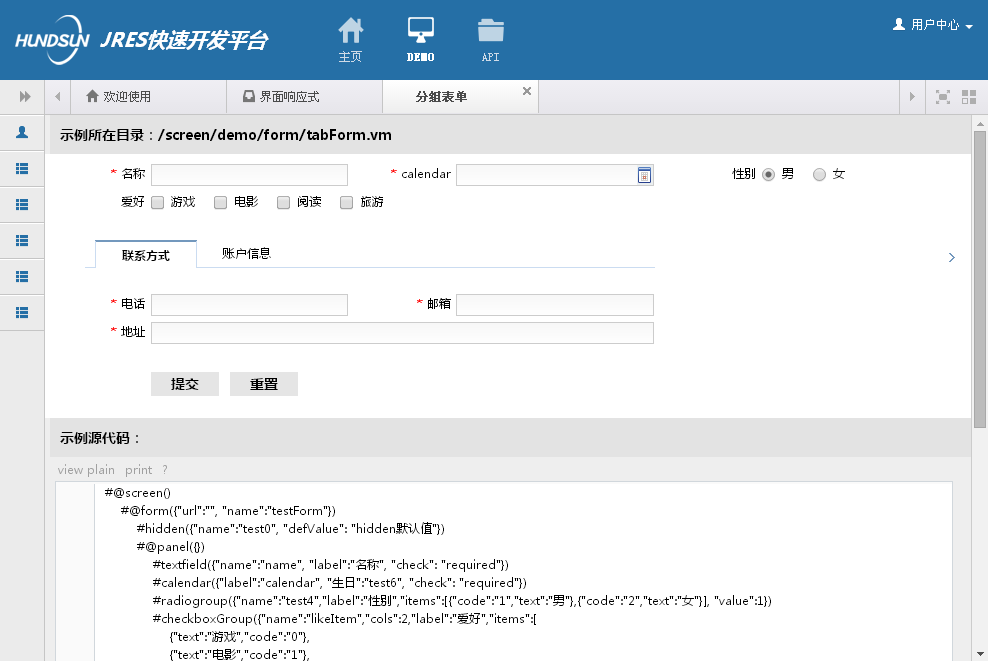 HUNDSUN JRES快速开发平台
主页 DEMO API
用户中心
欢迎使用 界面响应式 分组表单
示例所在目录：/screen/demo/form/tabForm.vm
* 名称 * calendar 性别 男 女
爱好 游戏 电影 阅读 旅游
联系方式 账户信息
* 电话 * 邮箱
* 地址
提交 重置
示例源代码：
view plain print ?
#@screen()
#@form({"url":"", "name":"testForm"})
#hidden({"name":"test0", "defValue": "hidden默认值"})
#@panel({})
#textfield({"name":"name", "label":"名称", "check": "required"})
#calendar({"label":"calendar", "生日":"test6", "check": "required"})
#radiogroup({"name":"test4","label":"性别","items":[{"code":"1","text":"男"},{"code":"2","text":"女"}], "value":1})
#checkboxGroup({"name":"likeItem","cols":2,"label":"爱好","items":[
{"text":"游戏","code":"0"},
{"text":"电影","code":"1"},